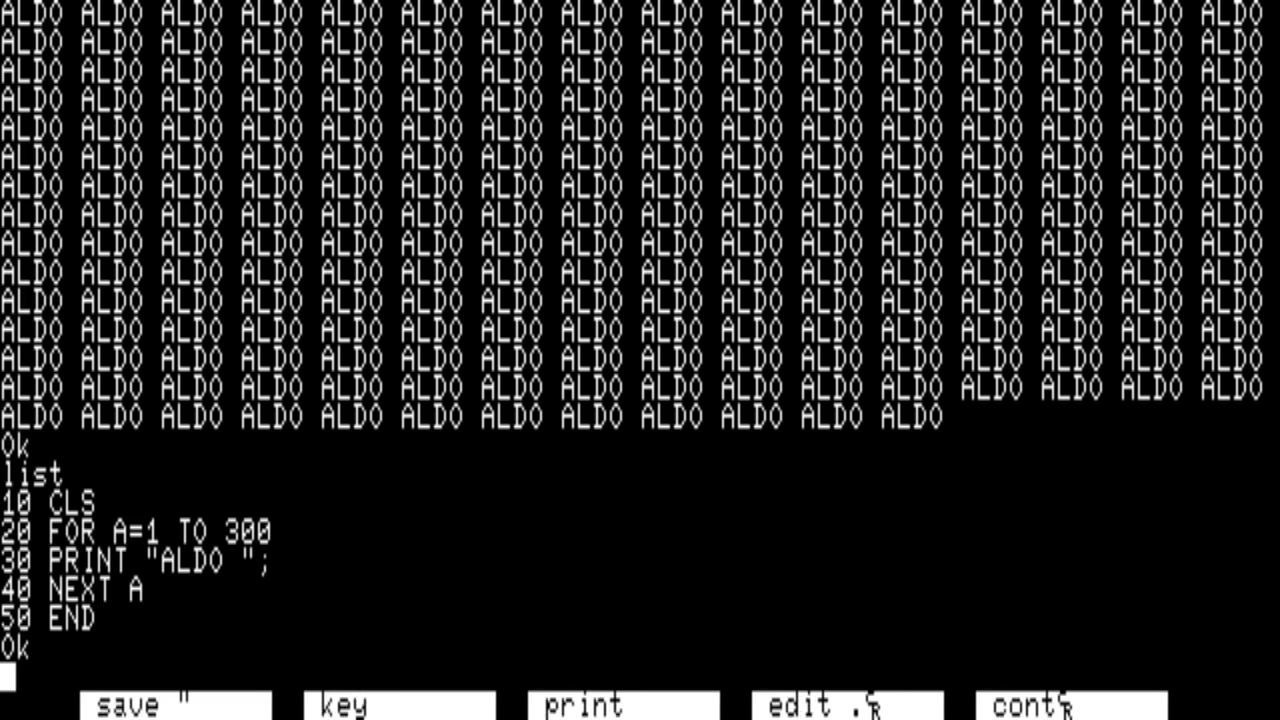 ALDO ALDO ALDO ALDO ALDO ALDO ALDO ALDO ALDO ALDO ALDO ALDO ALDO ALDO ALDO ALDO
ALDO ALDO ALDO ALDO ALDO ALDO ALDO ALDO ALDO ALDO ALDO ALDO ALDO ALDO ALDO ALDO
ALDO ALDO ALDO ALDO ALDO ALDO ALDO ALDO ALDO ALDO ALDO ALDO ALDO ALDO ALDO ALDO
ALDO ALDO ALDO ALDO ALDO ALDO ALDO ALDO ALDO ALDO ALDO ALDO ALDO ALDO ALDO ALDO
ALDO ALDO ALDO ALDO ALDO ALDO ALDO ALDO ALDO ALDO ALDO ALDO ALDO ALDO ALDO ALDO
ALDO ALDO ALDO ALDO ALDO ALDO ALDO ALDO ALDO ALDO ALDO ALDO ALDO ALDO ALDO ALDO
ALDO ALDO ALDO ALDO ALDO ALDO ALDO ALDO ALDO ALDO ALDO ALDO ALDO ALDO ALDO ALDO
ALDO ALDO ALDO ALDO ALDO ALDO ALDO ALDO ALDO ALDO ALDO ALDO ALDO ALDO ALDO ALDO
ALDO ALDO ALDO ALDO ALDO ALDO ALDO ALDO ALDO ALDO ALDO ALDO ALDO ALDO ALDO ALDO
ALDO ALDO ALDO ALDO ALDO ALDO ALDO ALDO ALDO ALDO ALDO ALDO ALDO ALDO ALDO ALDO
ALDO ALDO ALDO ALDO ALDO ALDO ALDO ALDO ALDO ALDO ALDO ALDO ALDO ALDO ALDO ALDO
ALDO ALDO ALDO ALDO ALDO ALDO ALDO ALDO ALDO ALDO ALDO ALDO ALDO ALDO ALDO ALDO
ALDO ALDO ALDO ALDO ALDO ALDO ALDO ALDO ALDO ALDO ALDO ALDO ALDO ALDO ALDO ALDO
ALDO ALDO ALDO ALDO ALDO ALDO ALDO ALDO ALDO ALDO ALDO ALDO ALDO ALDO ALDO ALDO
ALDO ALDO ALDO ALDO ALDO ALDO ALDO ALDO ALDO ALDO ALDO ALDO
Ok
list
10 CLS
20 FOR A=1 TO 300
30 PRINT "ALDO ";
40 NEXT A
50 END
Ok
save " key print edit .␍ cont␍